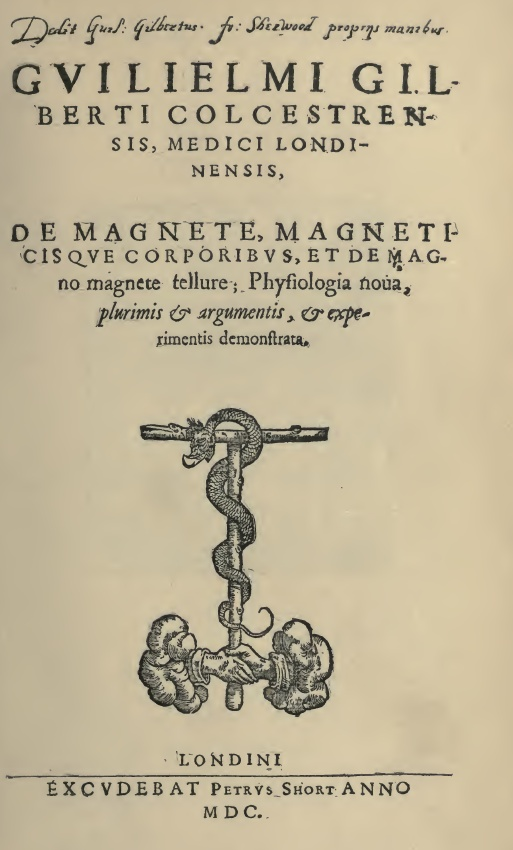 Dedit Guil: Gilbertus. fr: Sherwood proprijs manibus.
GVILIELMI GIL-
BERTI COLCESTREN-
SIS, MEDICI LONDI-
NENSIS,
DE MAGNETE, MAGNETI-
CISQVE CORPORIBVS, ET DE MAG-
no magnete tellure; Phyſiologia noua,
plurimis & argumentis, & expe-
rimentis demonſtrata.
LONDINI
EXCVDEBAT PETRVS SHORT ANNO
MDC.